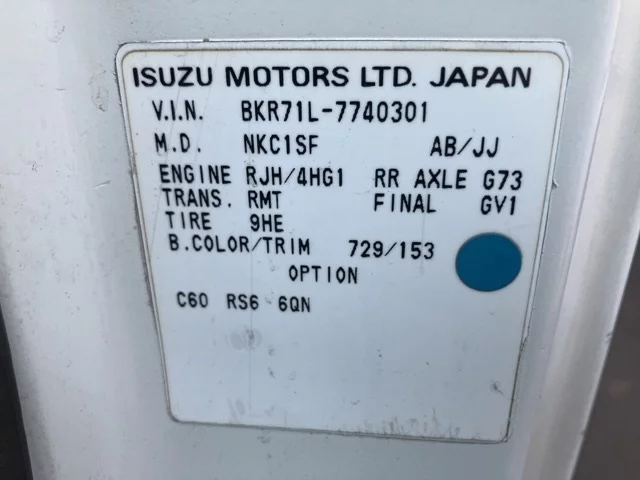 ISUZU MOTORS LTD. JAPAN
V.I.N. BKR71L-7740301
M.D. NKC1SF AB/JJ
ENGINE RJH/4HG1 RR AXLE G73
TRANS. RMT FINAL GV1
TIRE 9HE
B.COLOR/TRIM 729/153
OPTION
C60 RS6 6QN